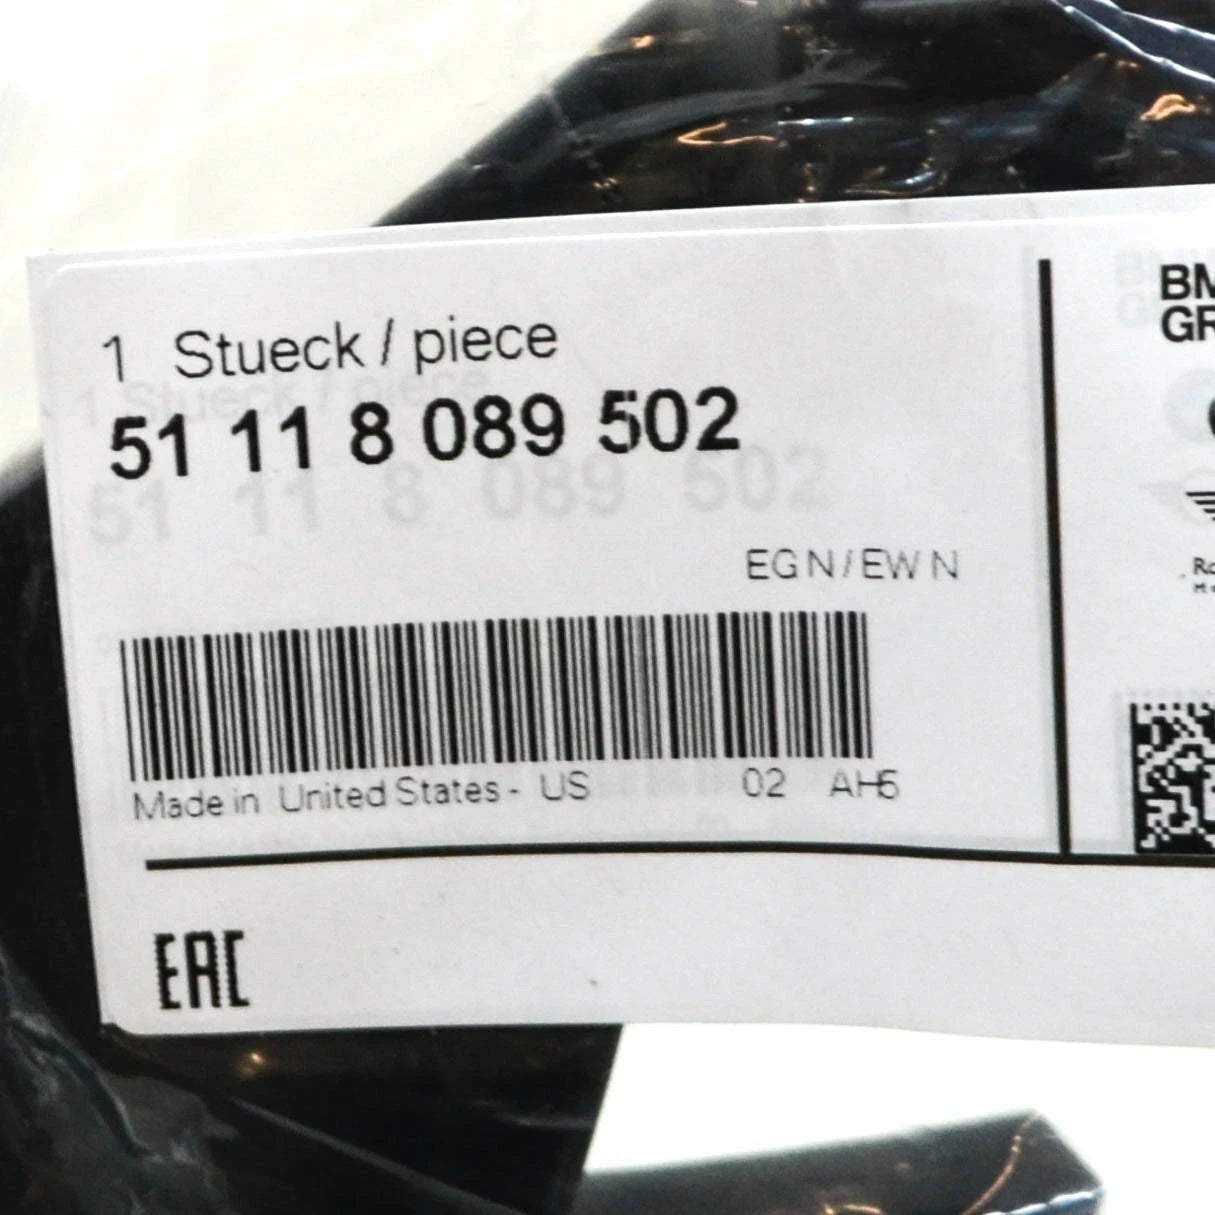 1 Stueck / piece
51 11 8 089 502
EGN/EWN
Made in United States - US 02 AH5
EAC
BM
GR
Ro